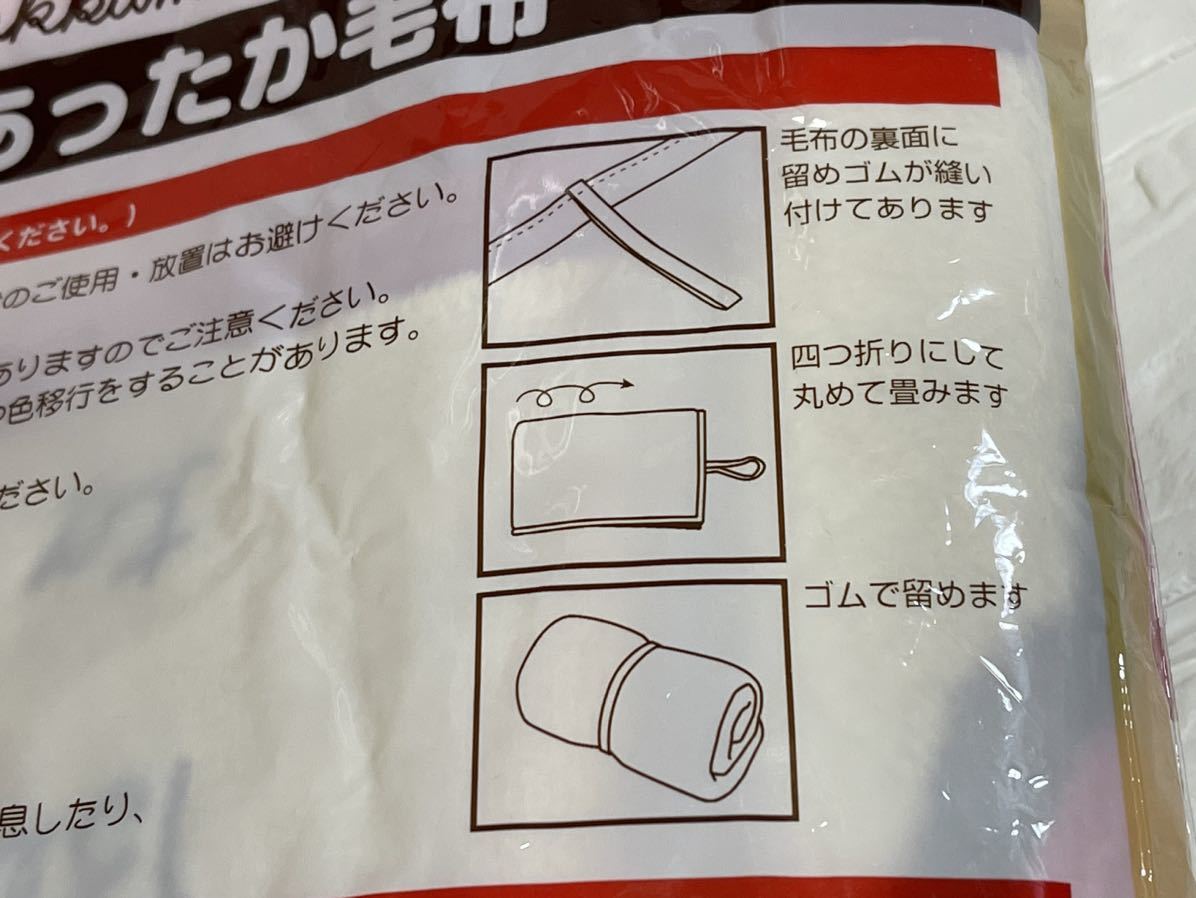 あったか毛布
ください。)
のご使用・放置はお避けください。
ありますのでご注意ください。
色移行をすることがあります。
ださい。
息したり、
毛布の裏面に
留めゴムが縫い
付けてあります
四つ折りにして
丸めて畳みます
ゴムで留めます